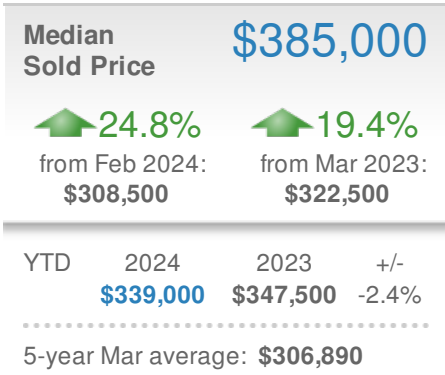 Median
Sold Price
$385,000
24.8% 19.4%
from Feb 2024: from Mar 2023:
$308,500 $322,500
YTD 2024 2023 +/-
$339,000 $347,500 -2.4%
5-year Mar average: $306,890